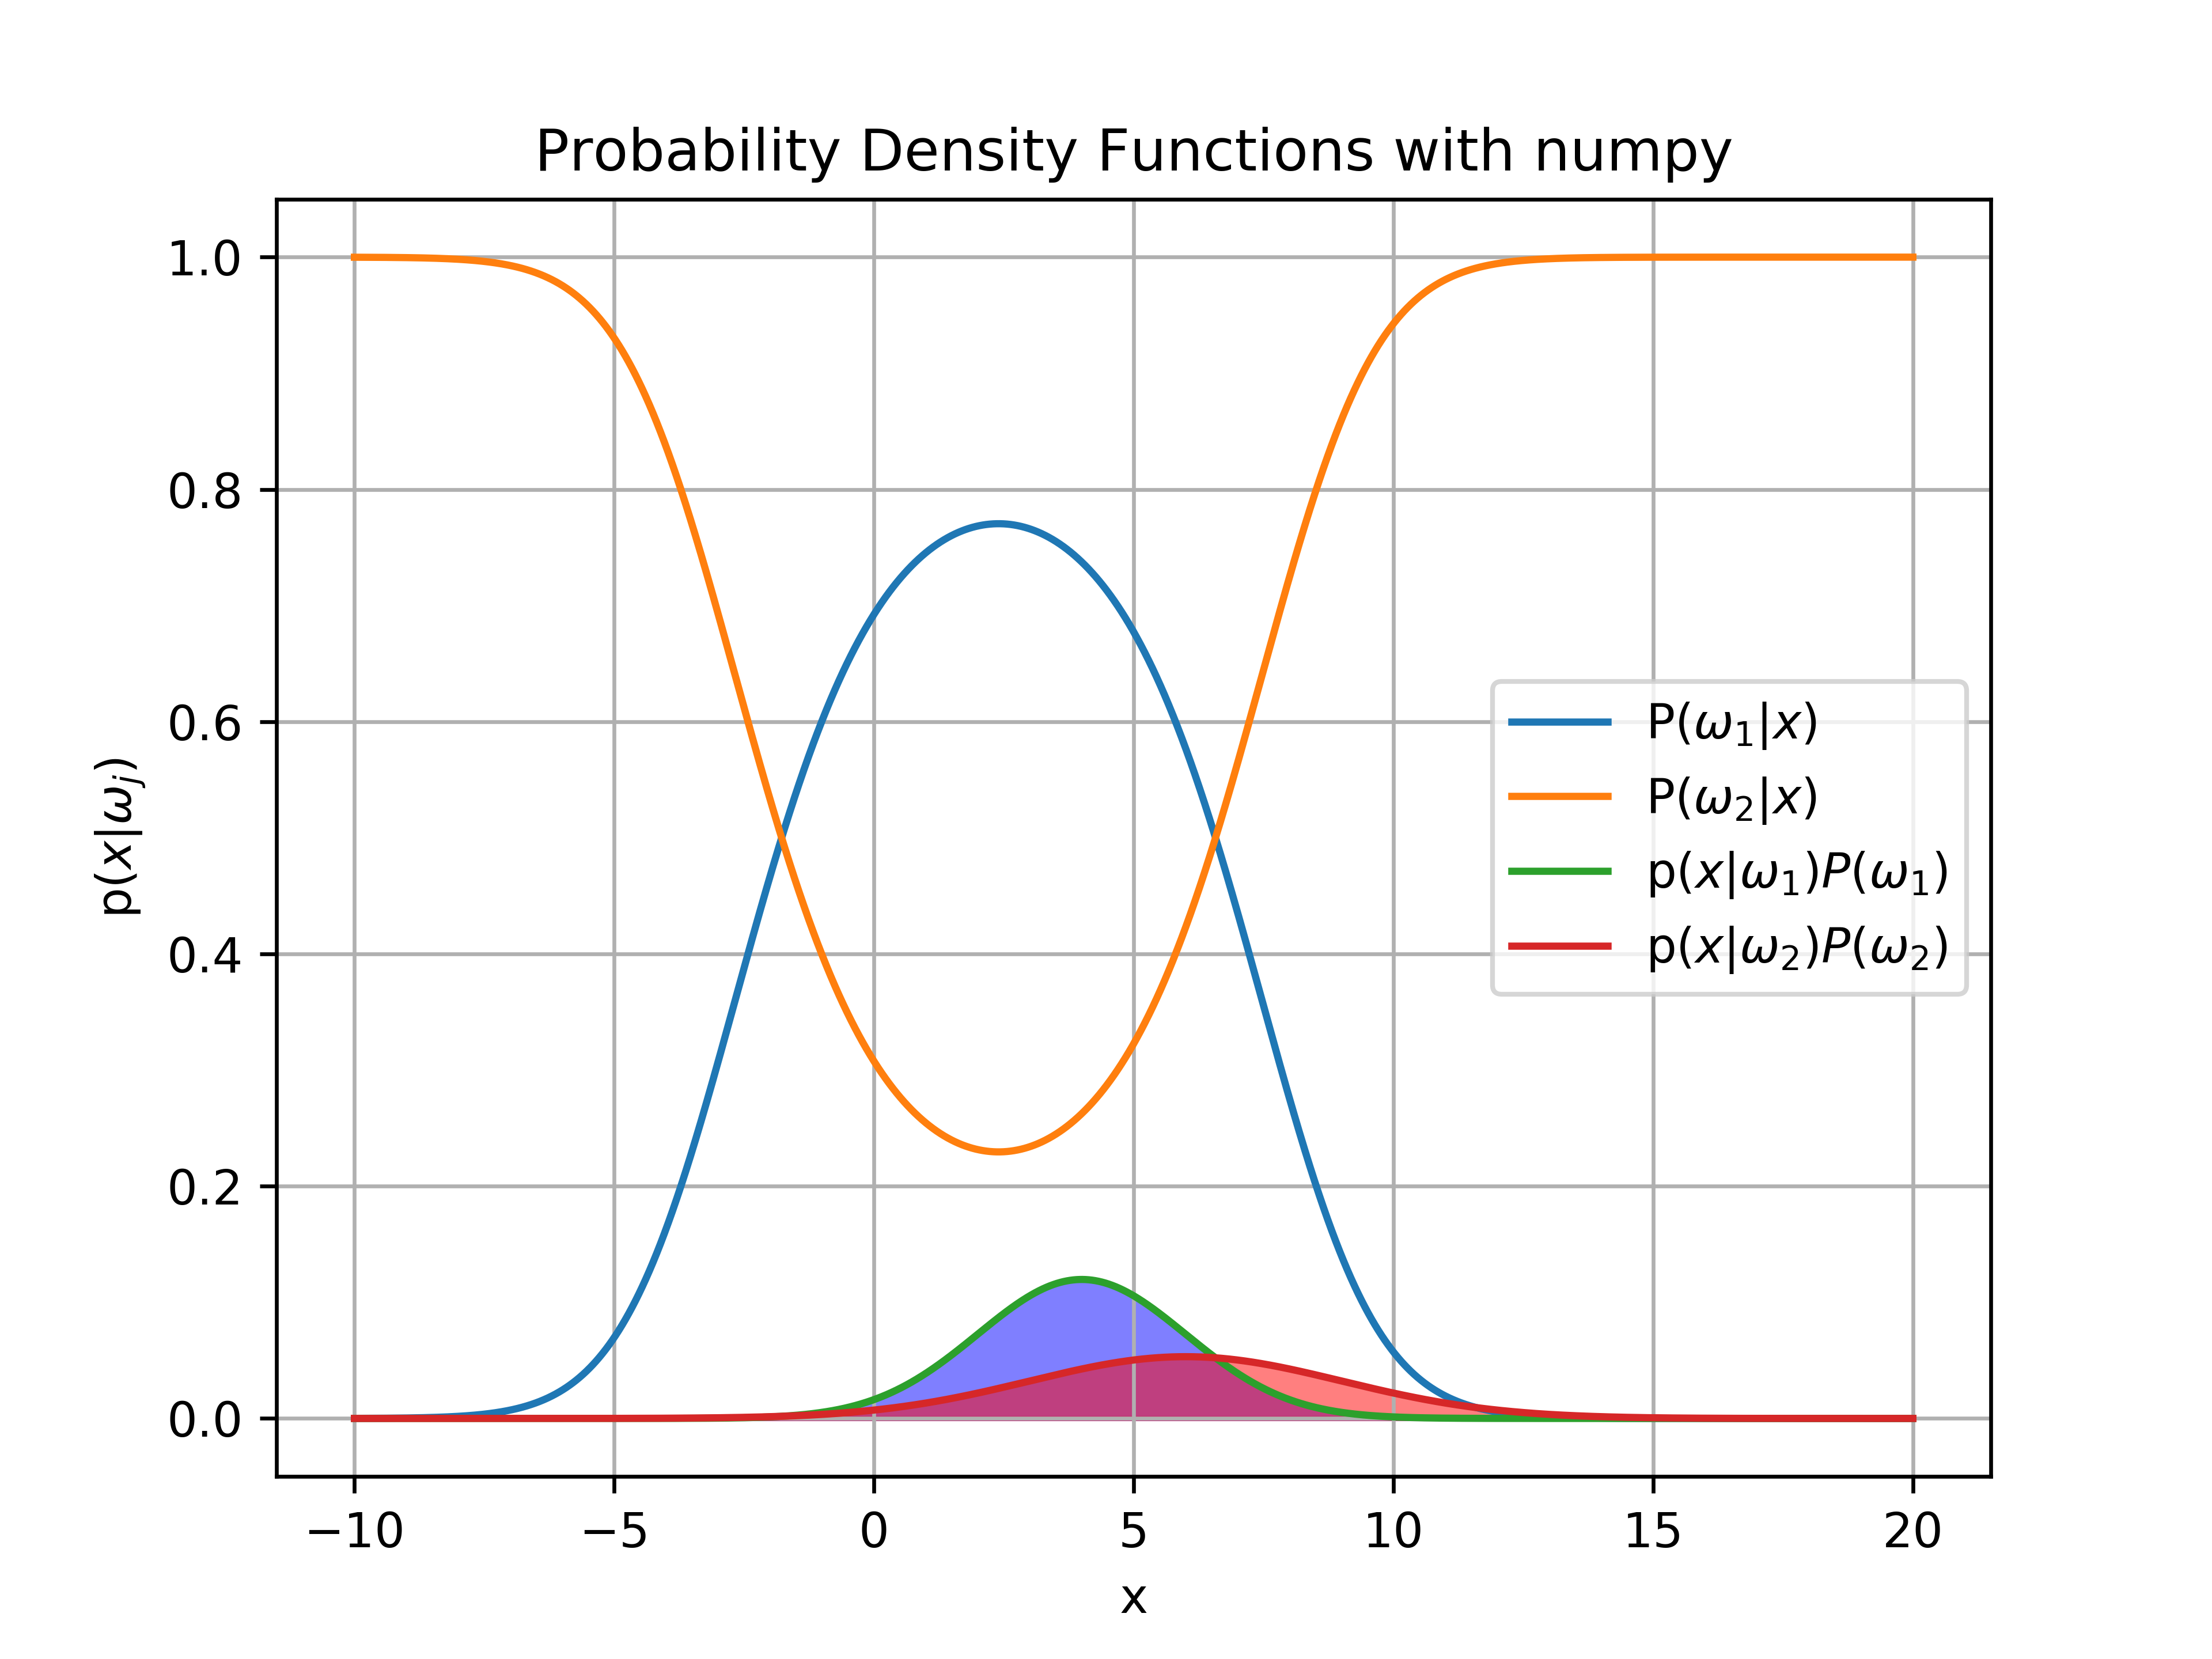 Probability Density Functions with numpy
1.0
0.8
0.6
0.4
0.2
0.0
p(x|ω_j)
P(ω₁|x)
P(ω₂|x)
p(x|ω₁)P(ω₁)
p(x|ω₂)P(ω₂)
−10 −5 0 5 10 15 20
x